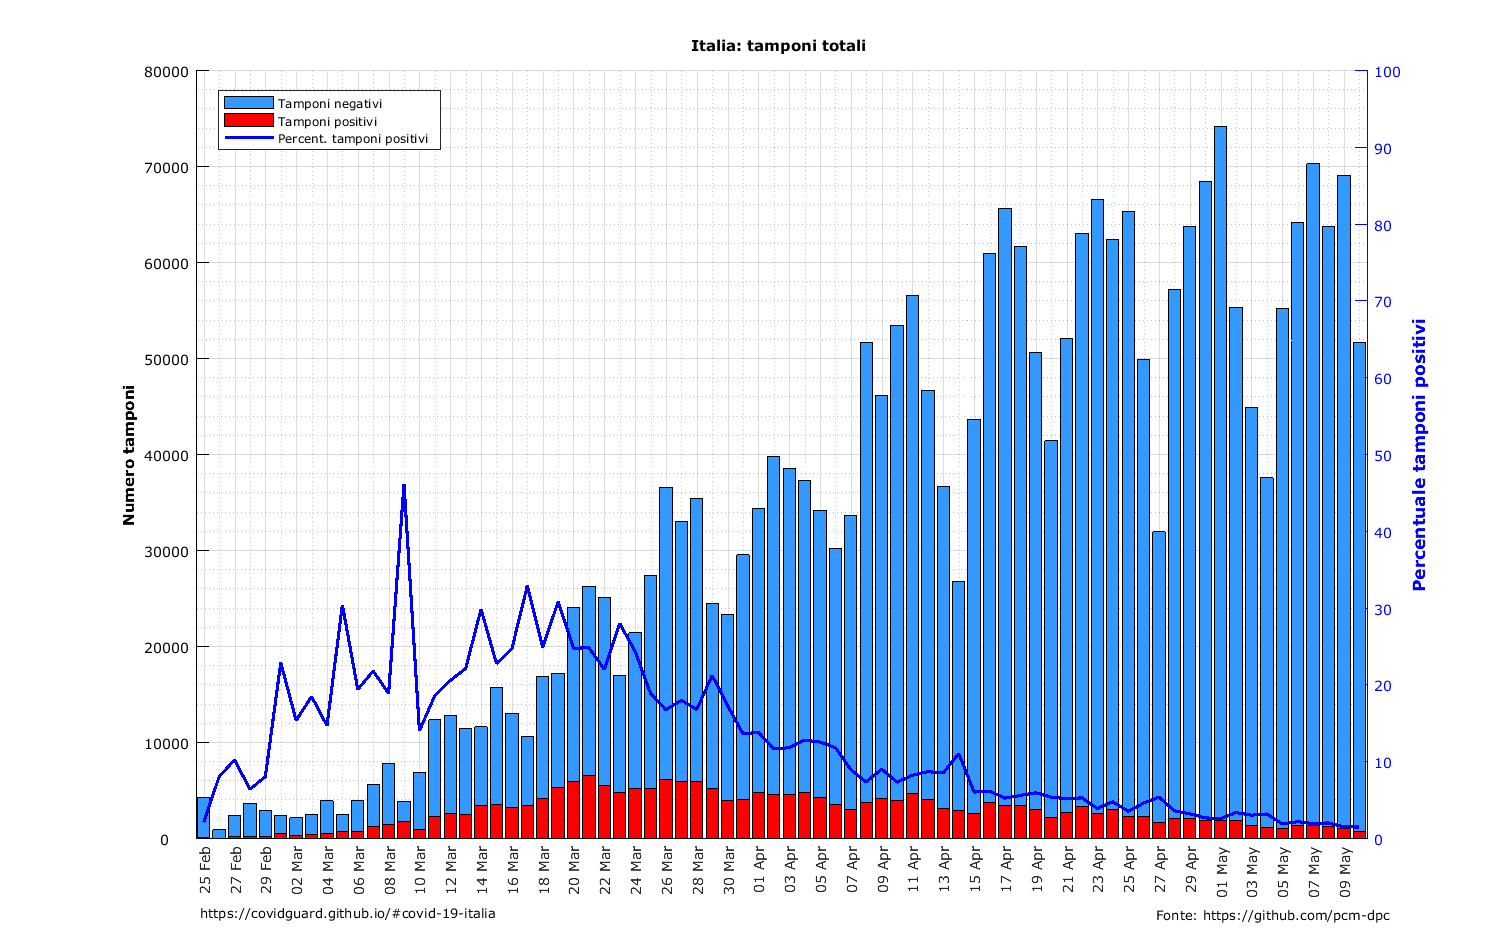 Italia: tamponi totali
Tamponi negativi
Tamponi positivi
Percent. tamponi positivi
Numero tamponi
80000
70000
60000
50000
40000
30000
20000
10000
0
Percentuale tamponi positivi
100
90
80
70
60
50
40
30
20
10
0
25 Feb
27 Feb
29 Feb
02 Mar
04 Mar
06 Mar
08 Mar
10 Mar
12 Mar
14 Mar
16 Mar
18 Mar
20 Mar
22 Mar
24 Mar
26 Mar
28 Mar
30 Mar
01 Apr
03 Apr
05 Apr
07 Apr
09 Apr
11 Apr
13 Apr
15 Apr
17 Apr
19 Apr
21 Apr
23 Apr
25 Apr
27 Apr
29 Apr
01 May
03 May
05 May
07 May
09 May
https://covidguard.github.io/#covid-19-italia
Fonte: https://github.com/pcm-dpc